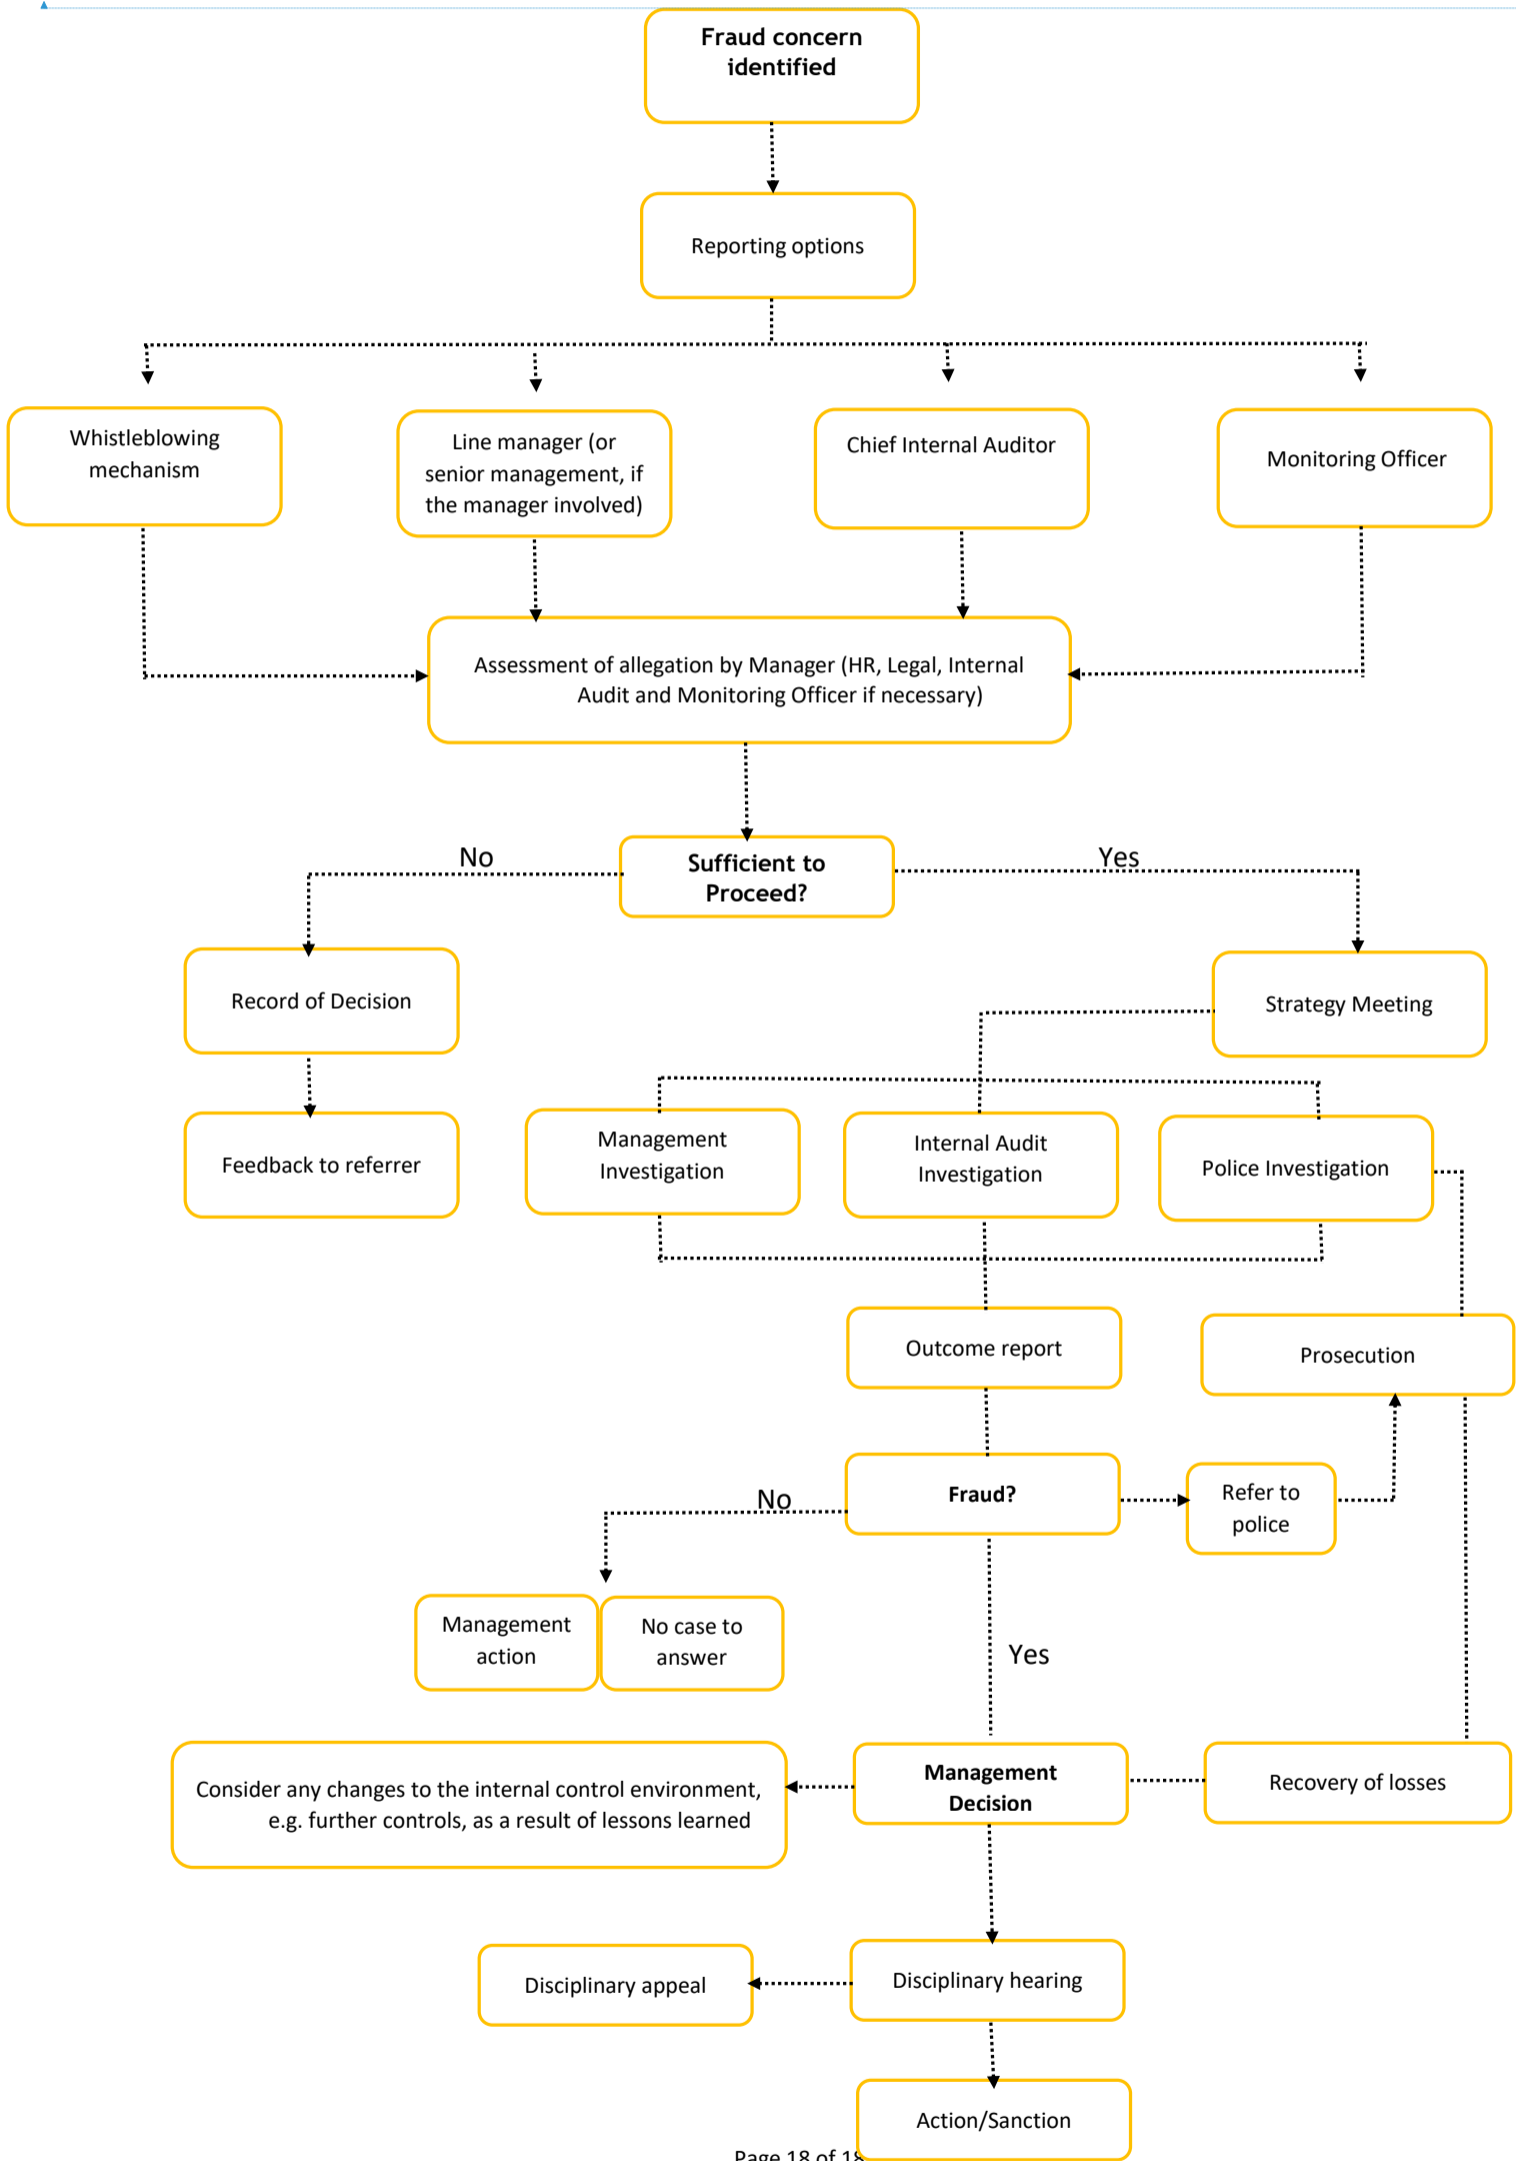 Fraud concern
identified
Reporting options
Whistleblowing
mechanism
Line manager (or
senior management, if
the manager involved)
Chief Internal Auditor
Monitoring Officer
Assessment of allegation by Manager (HR, Legal, Internal
Audit and Monitoring Officer if necessary)
No
Sufficient to
Proceed?
Yes
Record of Decision
Strategy Meeting
Feedback to referrer
Management
Investigation
Internal Audit
Investigation
Police Investigation
Outcome report
Prosecution
No
Fraud?
Refer to
police
Management
action
No case to
answer
Yes
Consider any changes to the internal control environment,
e.g. further controls, as a result of lessons learned
Management
Decision
Recovery of losses
Disciplinary appeal
Disciplinary hearing
Action/Sanction
Page 18 of 18